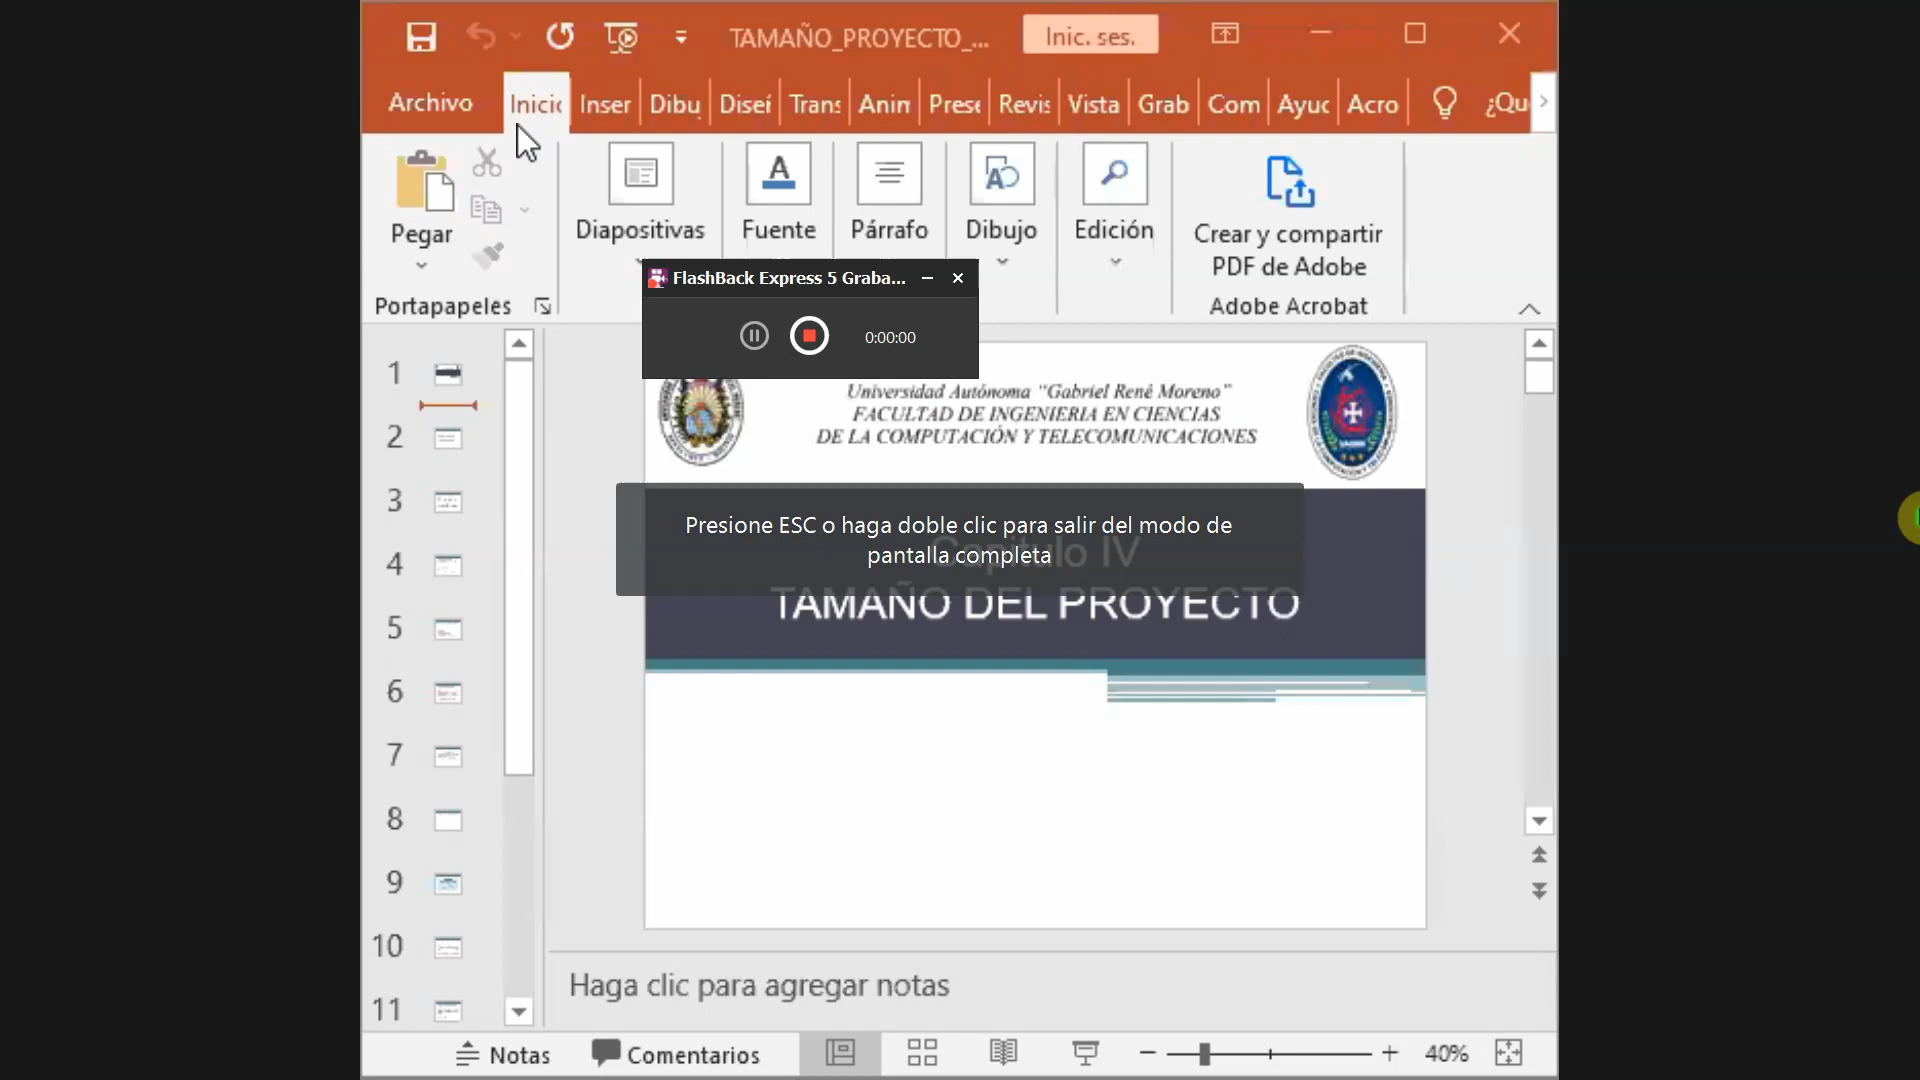 TAMAÑO_PROYECTO_...
Inic. ses.
Archivo
Inicio
Inser
Dibu
Diseñ
Trans
Anim
Prese
Revis
Vista
Grab
Com
Ayuc
Acro
¿Qu
Pegar
Diapositivas
Fuente
Párrafo
Dibujo
Edición
Crear y compartir
PDF de Adobe
Portapapeles
Adobe Acrobat
FlashBack Express 5 Graba...
0:00:00
Universidad Autónoma "Gabriel René Moreno"
FACULTAD DE INGENIERIA EN CIENCIAS
DE LA COMPUTACIÓN Y TELECOMUNICACIONES
Presione ESC o haga doble clic para salir del modo de
pantalla completa
Capitulo IV
TAMAÑO DEL PROYECTO
1
2
3
4
5
6
7
8
9
10
11
Haga clic para agregar notas
Notas
Comentarios
40%